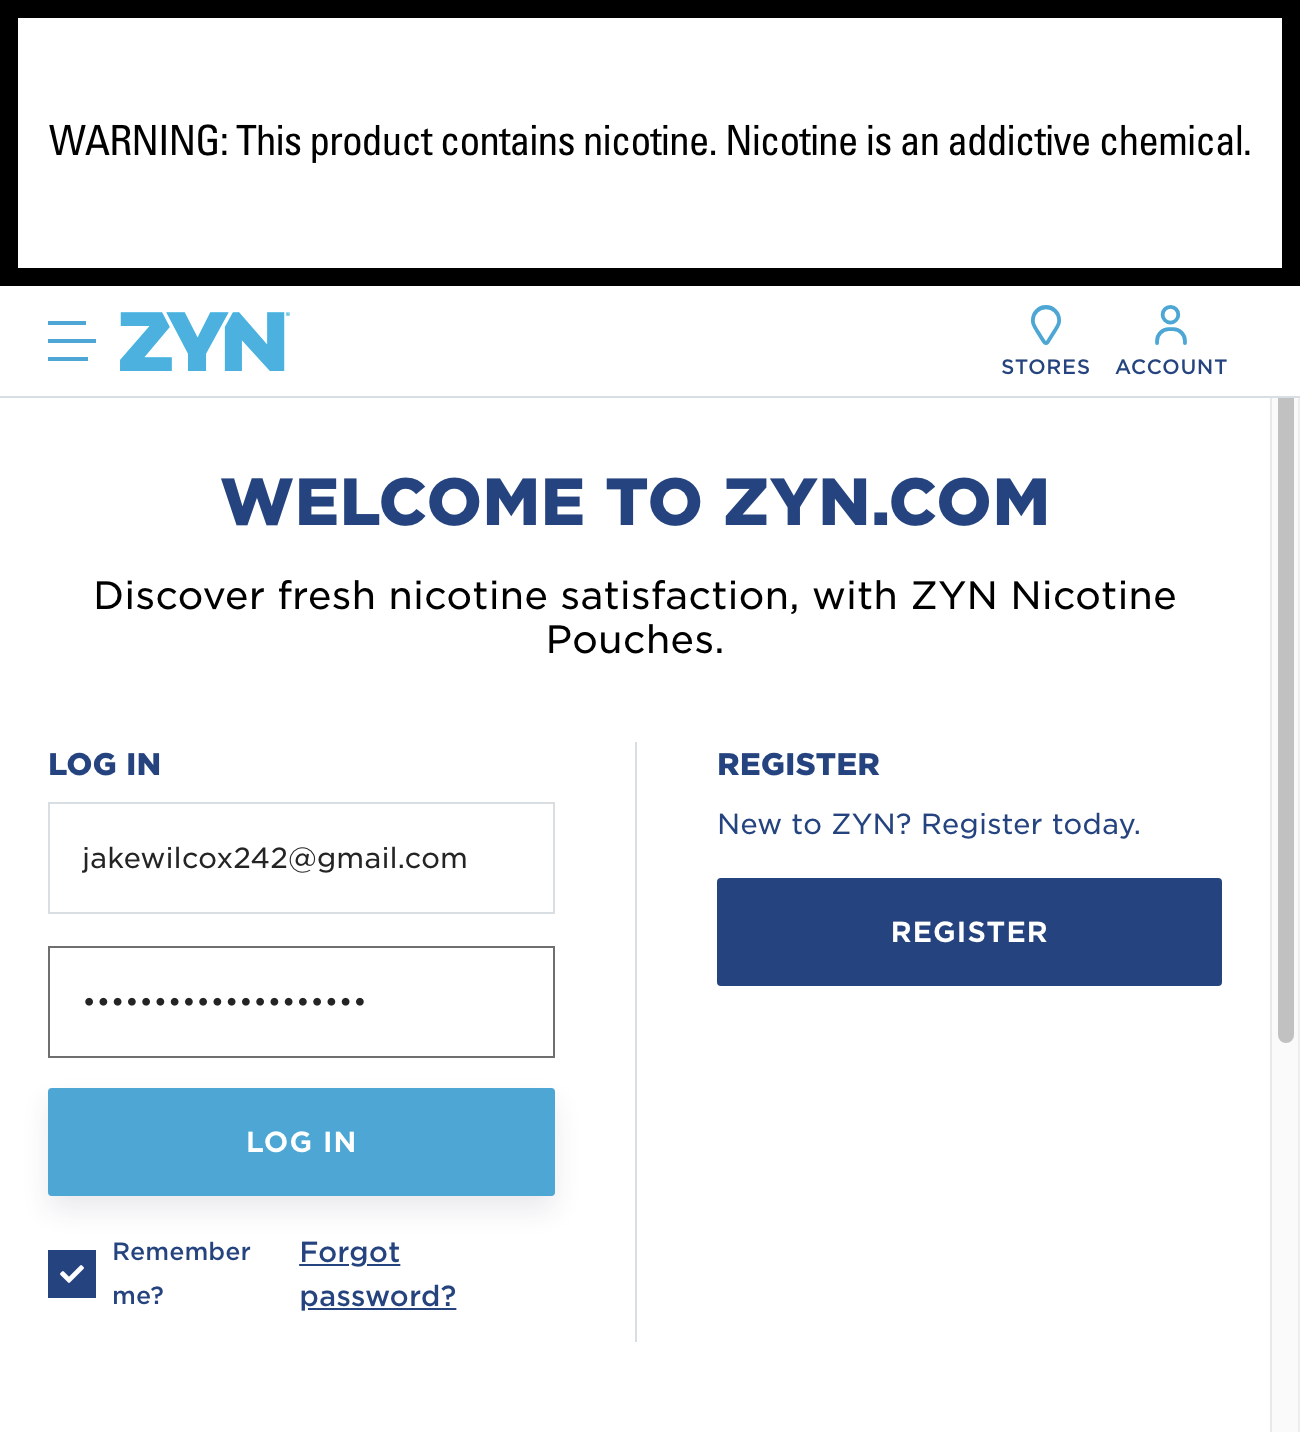 WARNING: This product contains nicotine. Nicotine is an addictive chemical.
ZYN
STORES
ACCOUNT
WELCOME TO ZYN.COM
Discover fresh nicotine satisfaction, with ZYN Nicotine
Pouches.
LOG IN
jakewilcox242@gmail.com
••••••••••••••••••••
LOG IN
Remember
me?
Forgot
password?
REGISTER
New to ZYN? Register today.
REGISTER